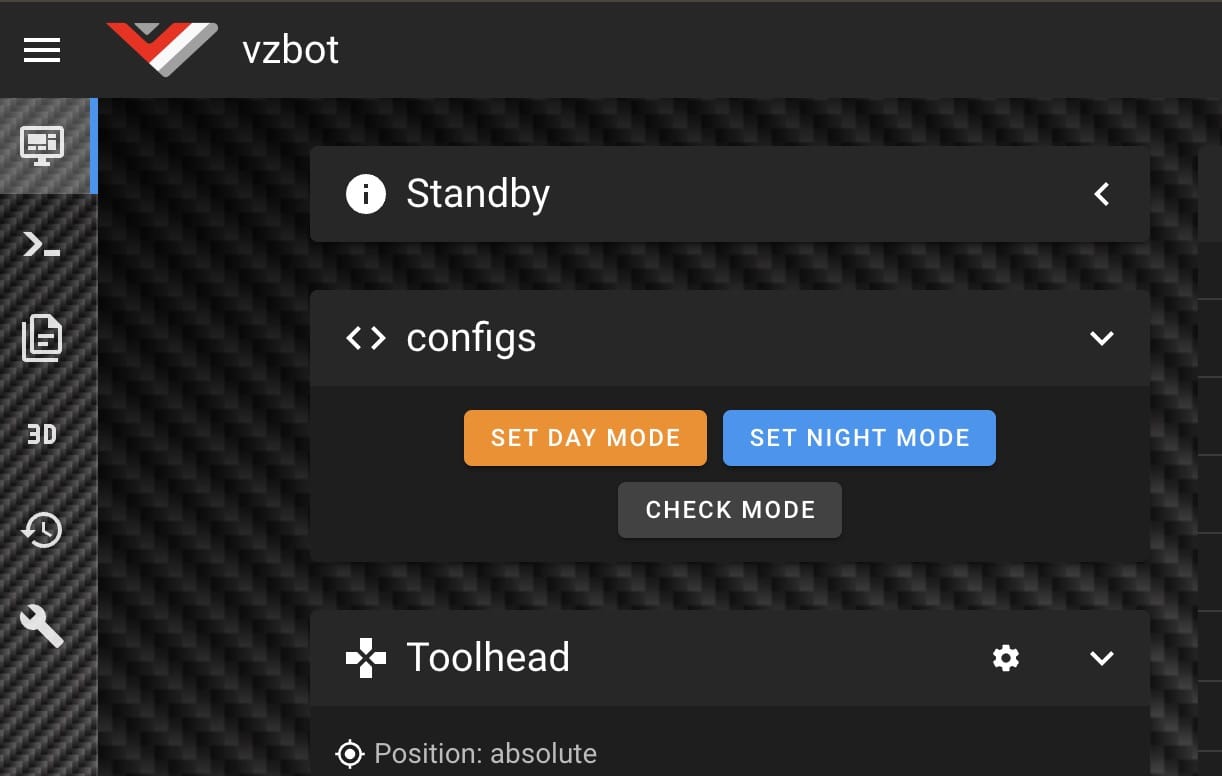 vzbot
Standby
configs
SET DAY MODE
SET NIGHT MODE
CHECK MODE
3D
Toolhead
Position: absolute